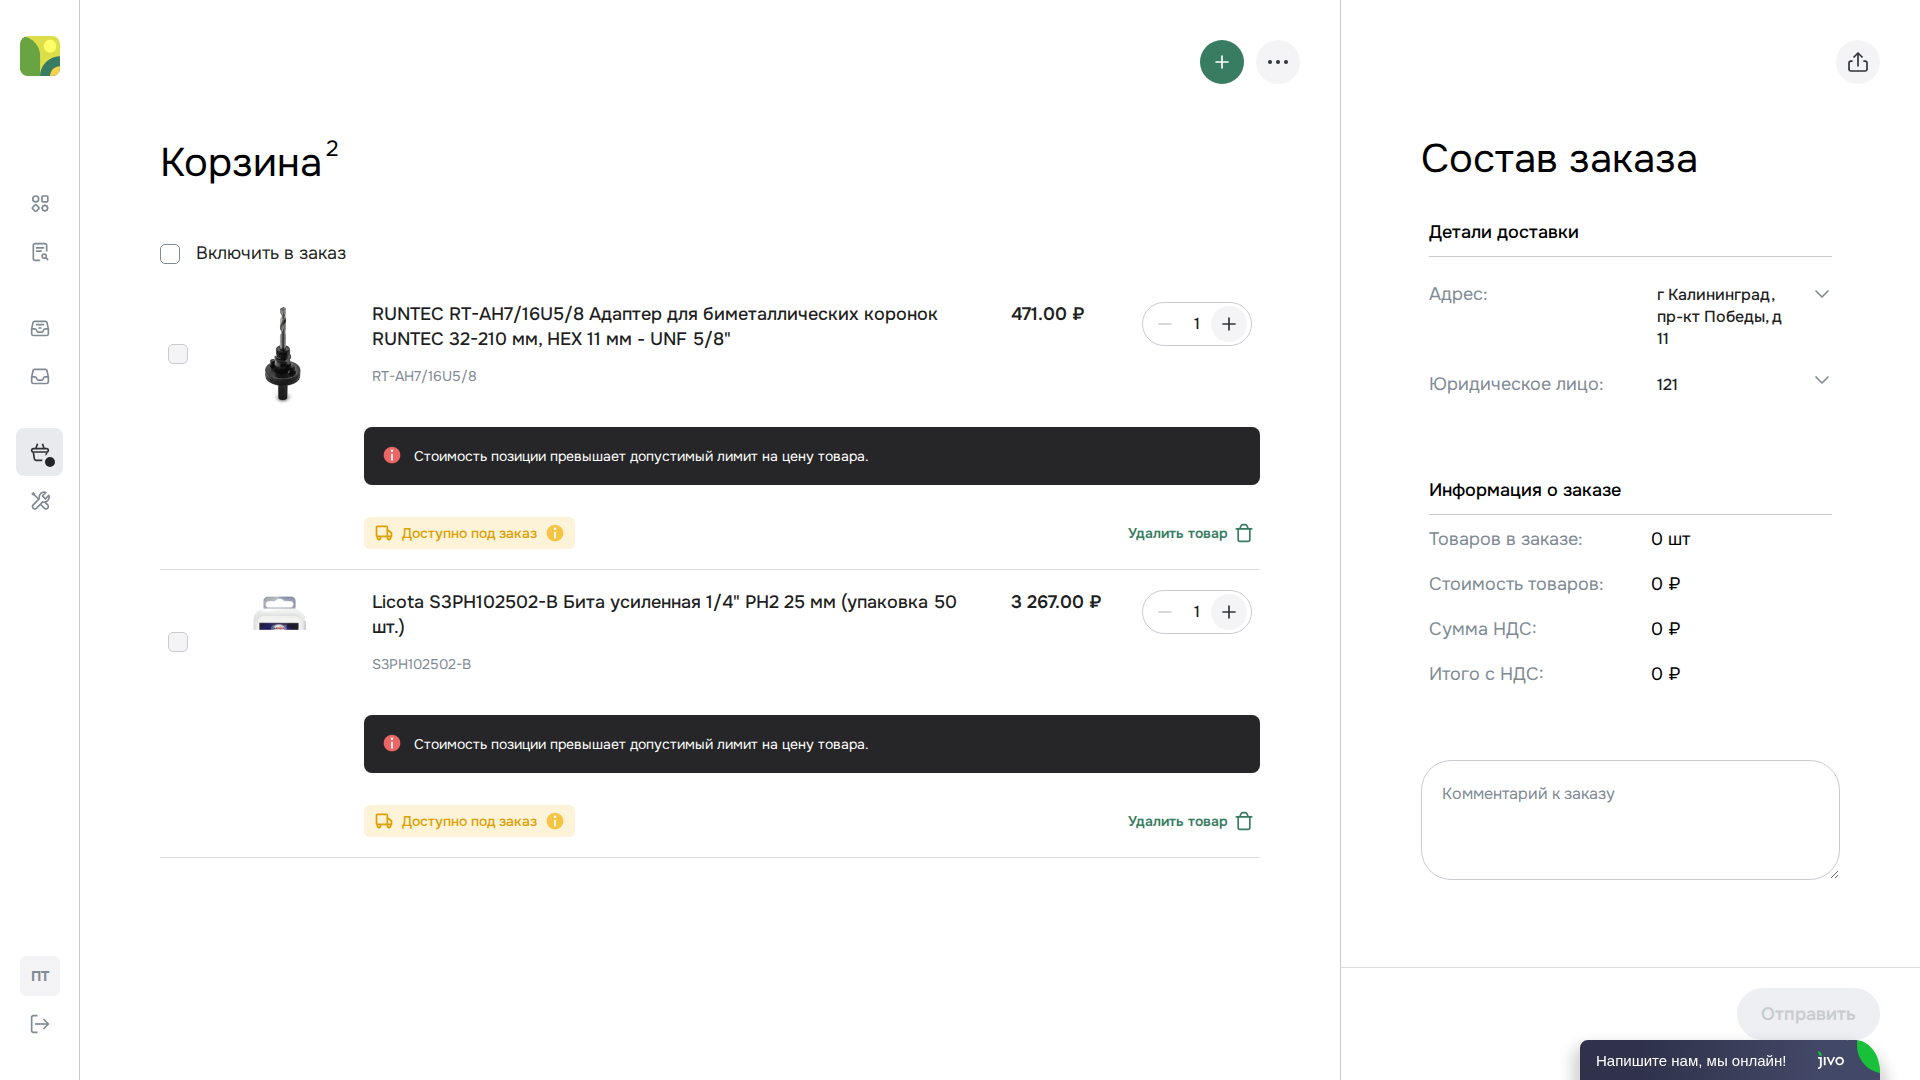 Корзина 2
Включить в заказ
RUNTEC RT-AH7/16U5/8 Адаптер для биметаллических коронок
RUNTEC 32-210 мм, HEX 11 мм - UNF 5/8"
471.00 ₽
1
RT-AH7/16U5/8
Стоимость позиции превышает допустимый лимит на цену товара.
Доступно под заказ
Удалить товар
Licota S3PH102502-B Бита усиленная 1/4" PH2 25 мм (упаковка 50
шт.)
3 267.00 ₽
1
S3PH102502-B
Стоимость позиции превышает допустимый лимит на цену товара.
Доступно под заказ
Удалить товар
ПТ
Состав заказа
Детали доставки
Адрес:
г Калининград,
пр-кт Победы, д
11
Юридическое лицо:
121
Информация о заказе
Товаров в заказе:
0 шт
Стоимость товаров:
0 ₽
Сумма НДС:
0 ₽
Итого с НДС:
0 ₽
Комментарий к заказу
Отправить
Напишите нам, мы онлайн!
jivo